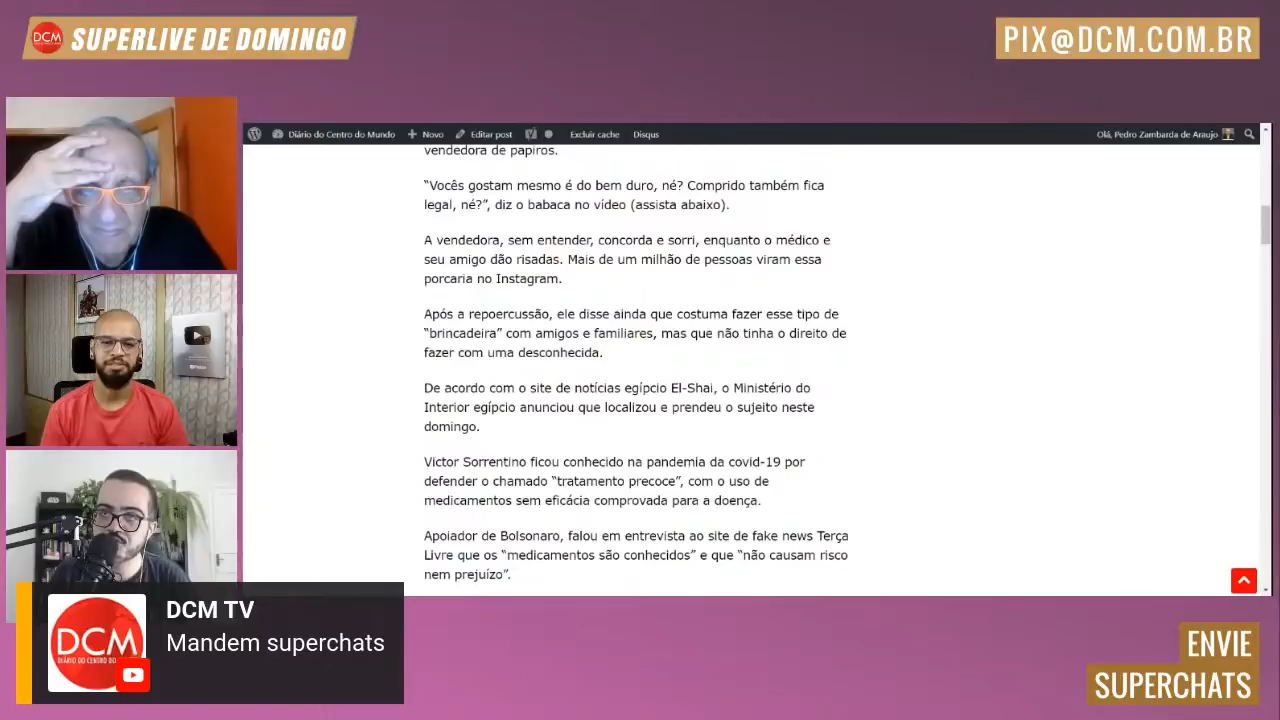 DCM
SUPERLIVE DE DOMINGO
PIX@DCM.COM.BR
Diário do Centro do Mundo
Novo
Editar post
Excluir cache
Disqus
Olá, Pedro Zambarda de Araujo
vendedora de papiros.
“Vocês gostam mesmo é do bem duro, né? Comprido também fica
legal, né?”, diz o babaca no vídeo (assista abaixo).
A vendedora, sem entender, concorda e sorri, enquanto o médico e
seu amigo dão risadas. Mais de um milhão de pessoas viram essa
porcaria no Instagram.
Após a repoercussão, ele disse ainda que costuma fazer esse tipo de
“brincadeira” com amigos e familiares, mas que não tinha o direito de
fazer com uma desconhecida.
De acordo com o site de notícias egípcio El-Shai, o Ministério do
Interior egípcio anunciou que localizou e prendeu o sujeito neste
domingo.
Victor Sorrentino ficou conhecido na pandemia da covid-19 por
defender o chamado “tratamento precoce”, com o uso de
medicamentos sem eficácia comprovada para a doença.
Apoiador de Bolsonaro, falou em entrevista ao site de fake news Terça
Livre que os “medicamentos são conhecidos” e que “não causam risco
nem prejuízo”.
DCM
DIÁRIO DO CENTRO DO
DCM TV
Mandem superchats
ENVIE
SUPERCHATS